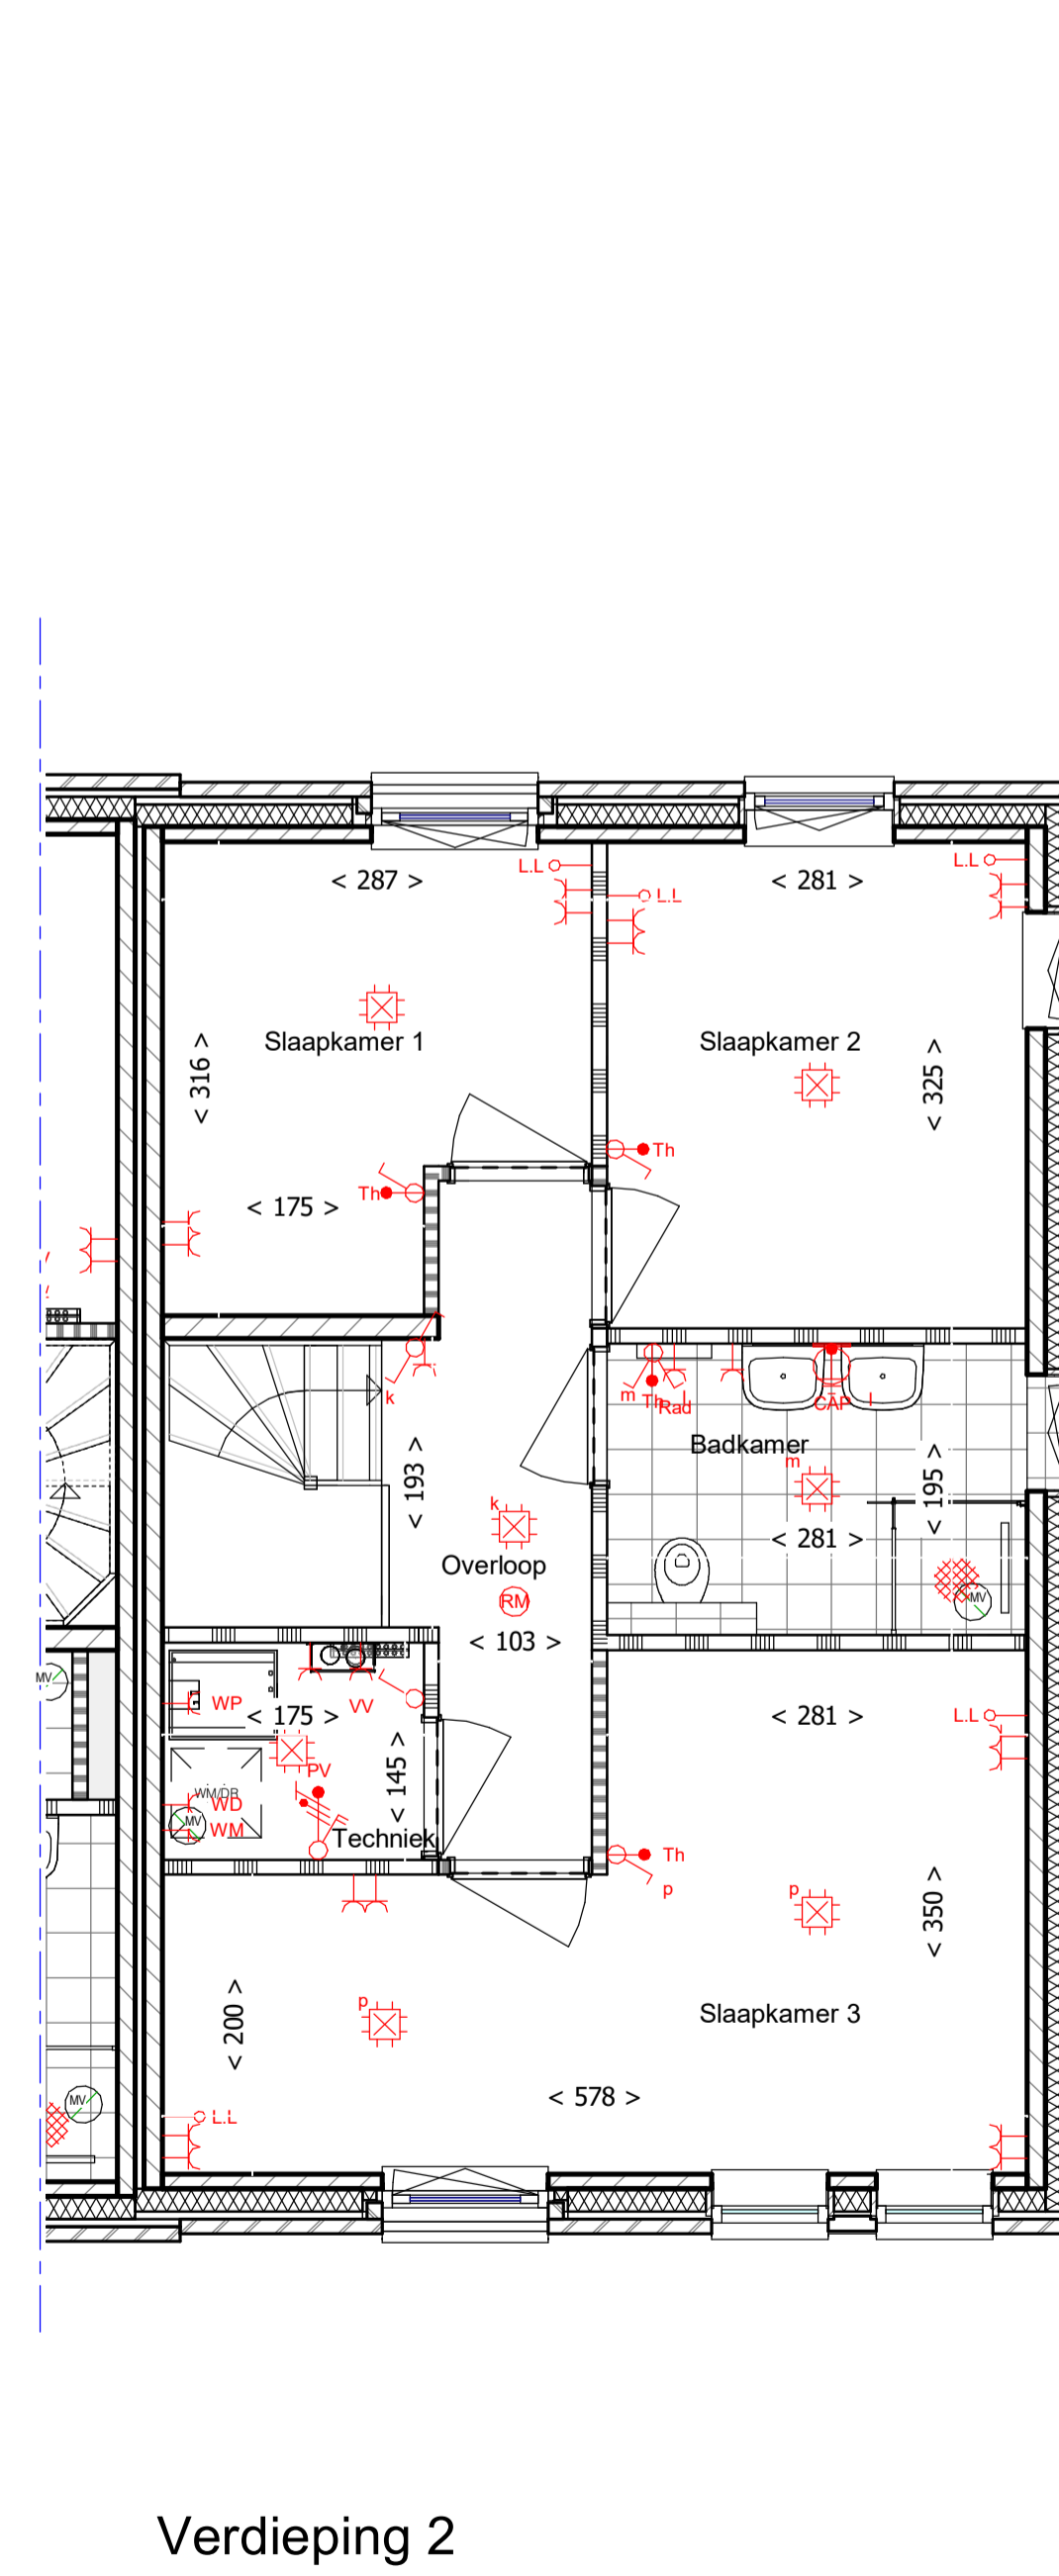 < 287 >
L.L
< 281 >
L.L
L.L
Slaapkamer 1
Slaapkamer 2
< 316 >
< 325 >
Th
Th
< 175 >
k
m
Th
Rad
CAP
l
Badkamer
m
< 193 >
< 195 >
k
< 281 >
Overloop
RM
MV
< 103 >
MV
WP
< 175 >
VV
< 281 >
L.L
PV
< 145 >
WM/DR
WD
MV
WM
Techniek
Th
p
p
< 350 >
p
< 200 >
Slaapkamer 3
< 578 >
MV
L.L
Verdieping 2